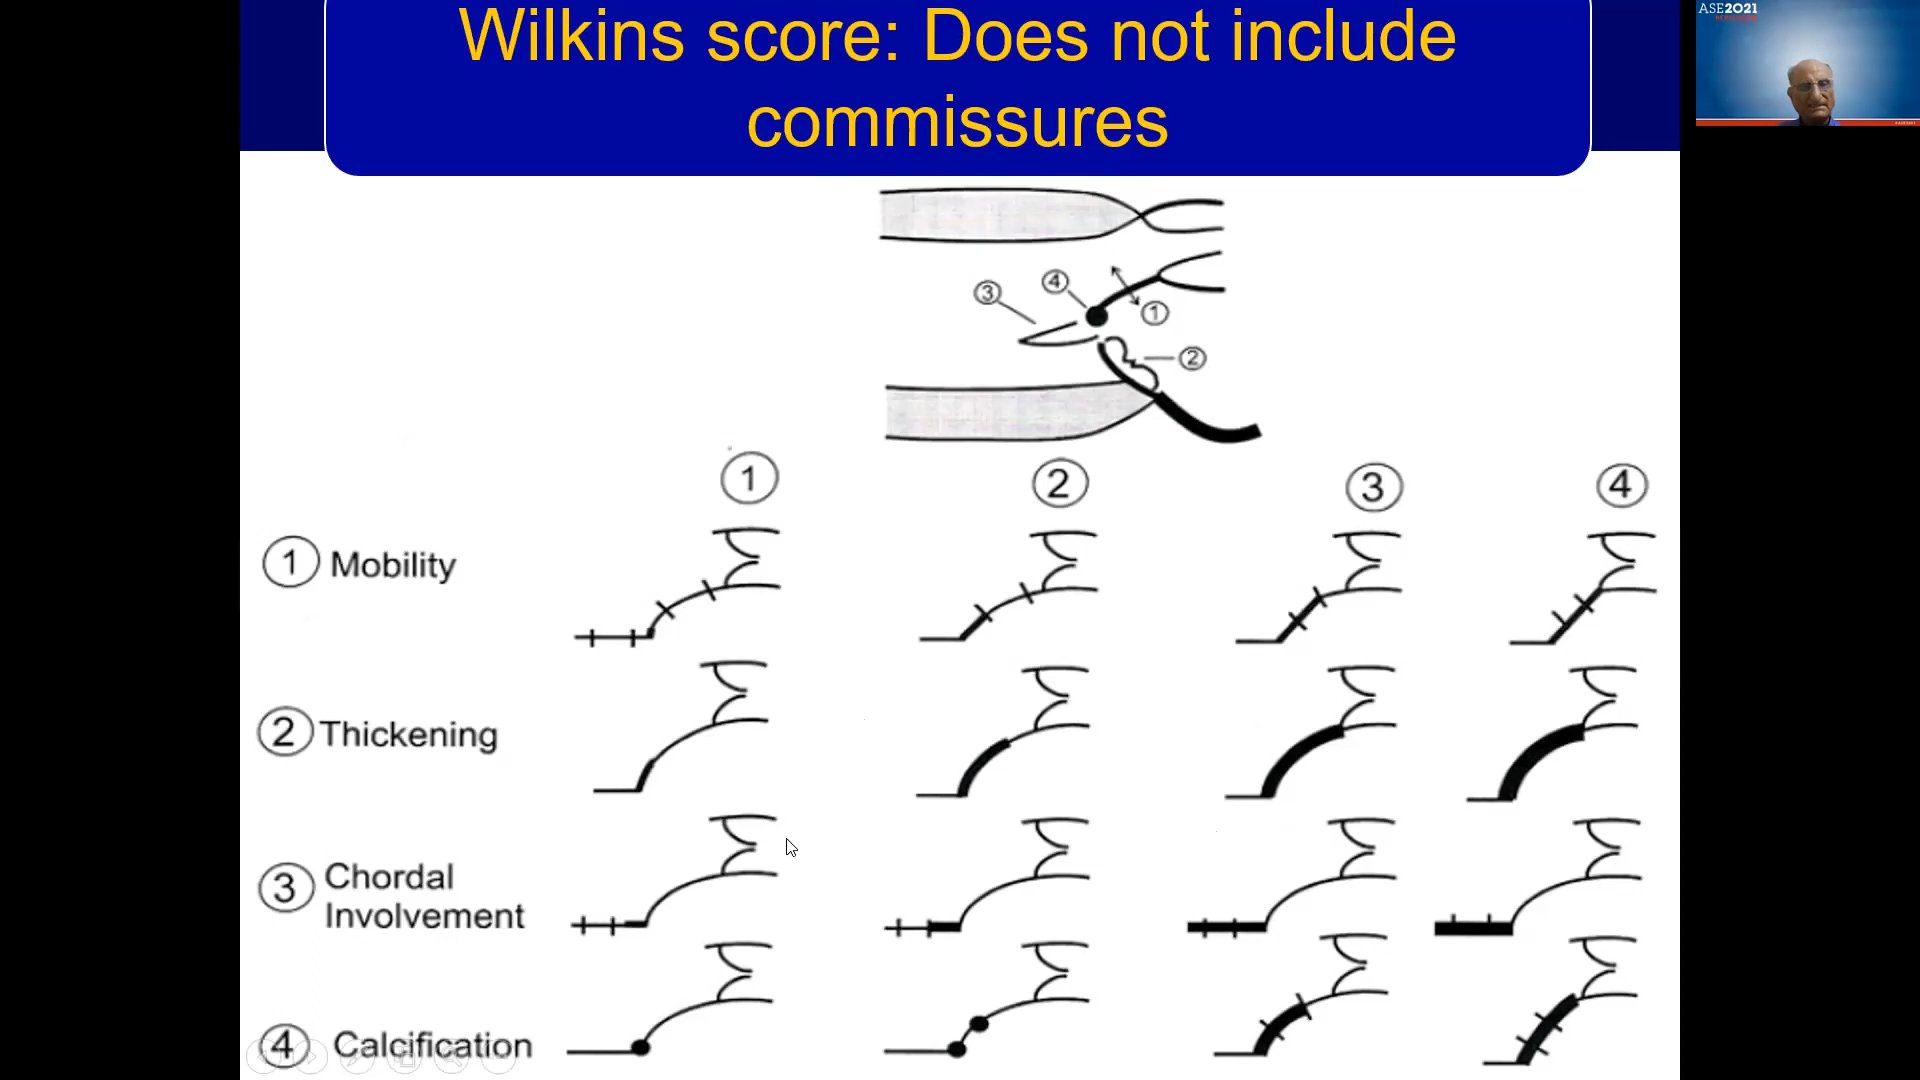 Wilkins score: Does not include
commissures
ASE2021
3
4
1
2
1
2
3
4
1 Mobility
2 Thickening
3 Chordal
Involvement
4 Calcification